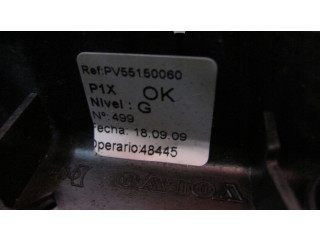 Ref:PV55150060
P1X OK
Nivel : G
Nº: 499
Fecha: 18.09.09
Operario:48445